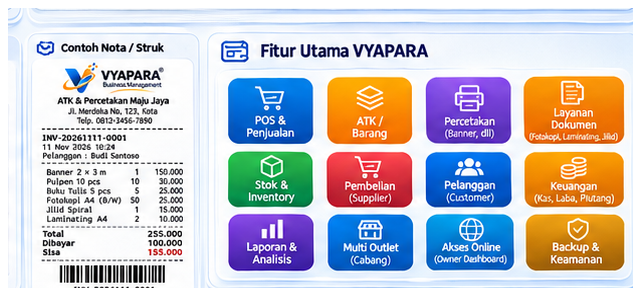 Contoh Nota / Struk
VYAPARA®
Business Management
ATK & Percetakan Maju Jaya
Jl. Merdeka No, 123, Kota
Telp. 0812-3456-7890
INV-20261111-0001
11 Nov 2026 10:24
Pelanggan : Budi Santoso
Banner 2 x 3 m 1 150.000
Pulpen 10 pcs 10 30.000
Buku Tulis 5 pcs 5 25.000
Fotokopi A4 (B/W) 50 25.000
Jilid Spiral 1 15.000
Laminating A4 2 10.000
Total 255.000
Dibayar 100.000
Sisa 155.000
Fitur Utama VYAPARA
POS &
Penjualan
ATK /
Barang
Percetakan
(Banner, dll)
Layanan
Dokumen
(Fotokopi, Laminating, Jilid)
Stok &
Inventory
Pembelian
(Supplier)
Pelanggan
(Customer)
Keuangan
(Kas, Laba, Piutang)
Laporan &
Analisis
Multi Outlet
(Cabang)
Akses Online
(Owner Dashboard)
Backup &
Keamanan